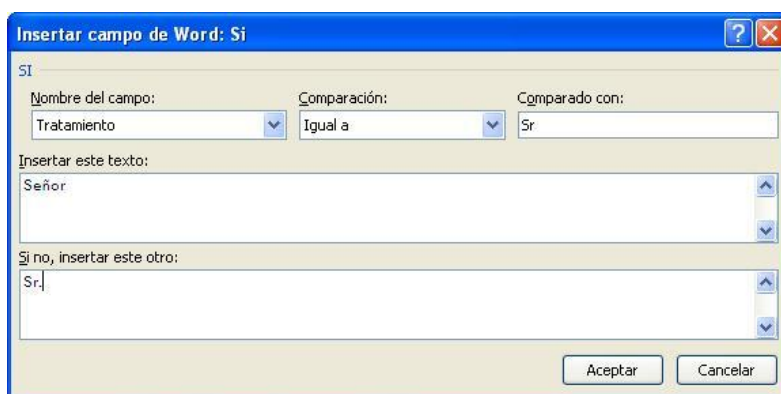 Insertar campo de Word: Si
SI
Nombre del campo: Comparación: Comparado con:
Tratamiento Igual a Sr
Insertar este texto:
Señor
Si no, insertar este otro:
Sr.
Aceptar Cancelar